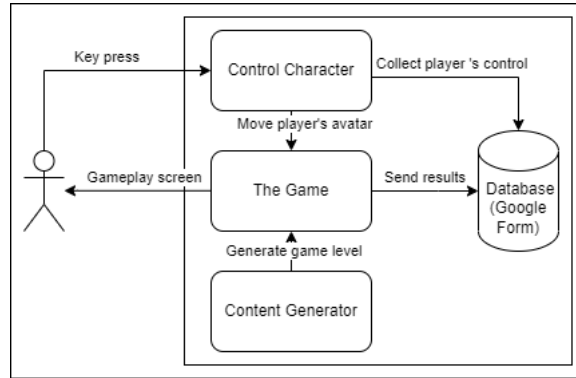 Key press
Control Character
Collect player 's control
Move player's avatar
Gameplay screen
The Game
Send results
Database
(Google
Form)
Generate game level
Content Generator